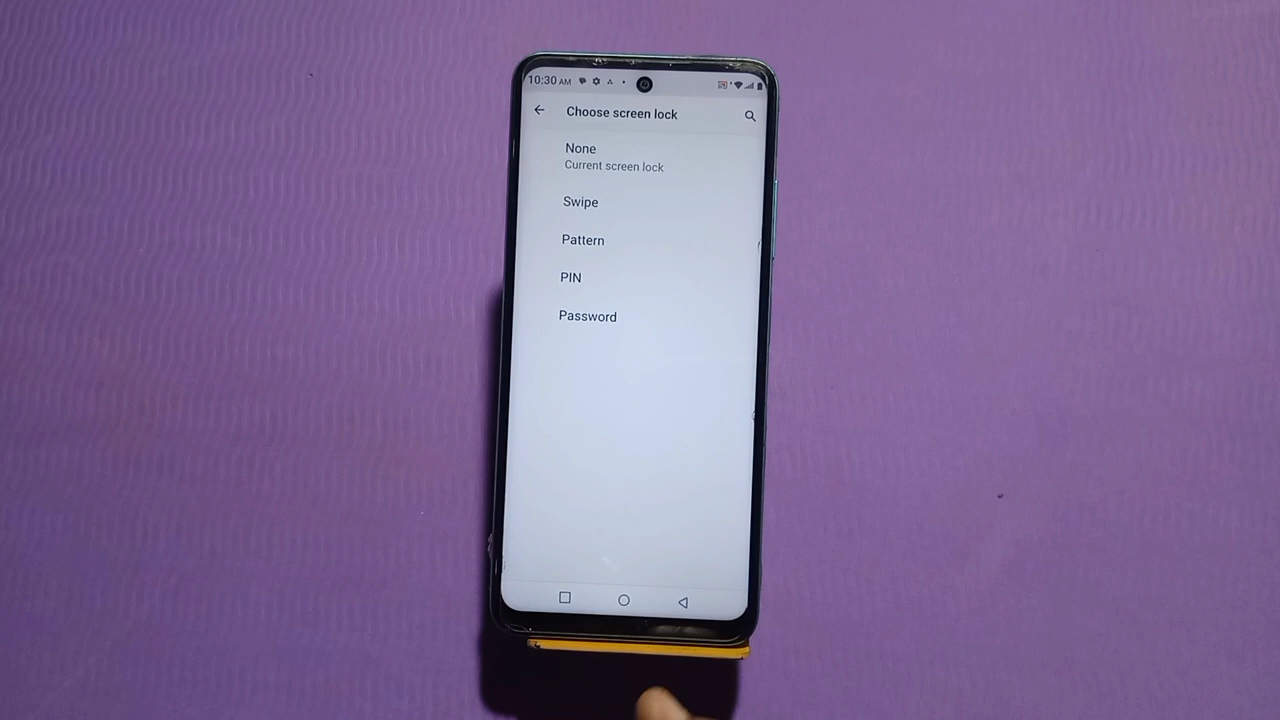 10:30 AM
Choose screen lock
None
Current screen lock
Swipe
Pattern
PIN
Password